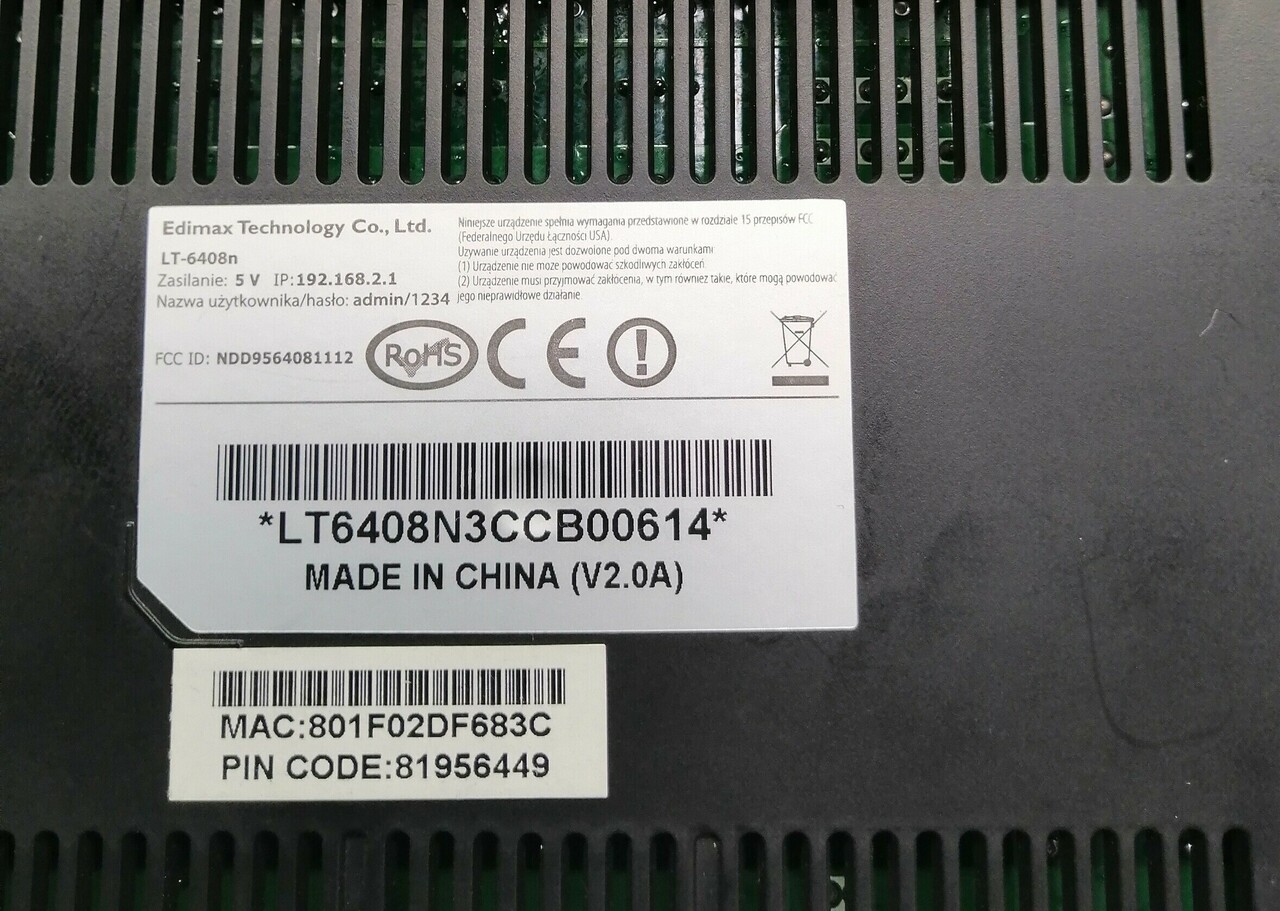 Edimax Technology Co., Ltd.
LT-6408n
Zasilanie: 5 V IP:192.168.2.1
Nazwa użytkownika/hasło: admin/1234
Niniejsze urządzenie spełnia wymagania przedstawione w rozdziale 15 przepisów FCC
(Federalnego Urzędu Łączności USA).
Używanie urządzenia jest dozwolone pod dwoma warunkami:
(1) Urządzenie nie może powodować szkodliwych zakłóceń.
(2) Urządzenie musi przyjmować zakłócenia, w tym również takie, które mogą powodować
jego nieprawidłowe działanie.
FCC ID: NDD9564081112
RoHS
CE
!
*LT6408N3CCB00614*
MADE IN CHINA (V2.0A)
MAC:801F02DF683C
PIN CODE:81956449